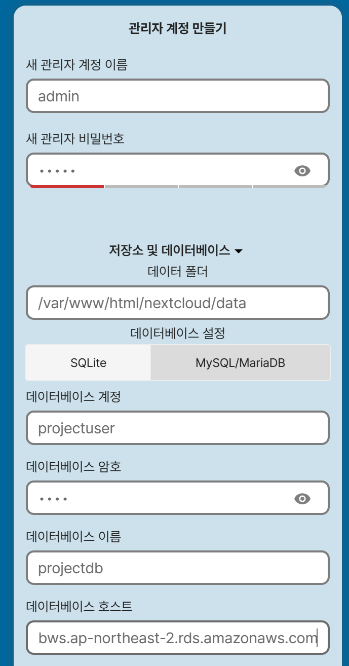 관리자 계정 만들기
새 관리자 계정 이름
admin
새 관리자 비밀번호
•••••
저장소 및 데이터베이스
데이터 폴더
/var/www/html/nextcloud/data
데이터베이스 설정
SQLite MySQL/MariaDB
데이터베이스 계정
projectuser
데이터베이스 암호
••••
데이터베이스 이름
projectdb
데이터베이스 호스트
bws.ap-northeast-2.rds.amazonaws.com